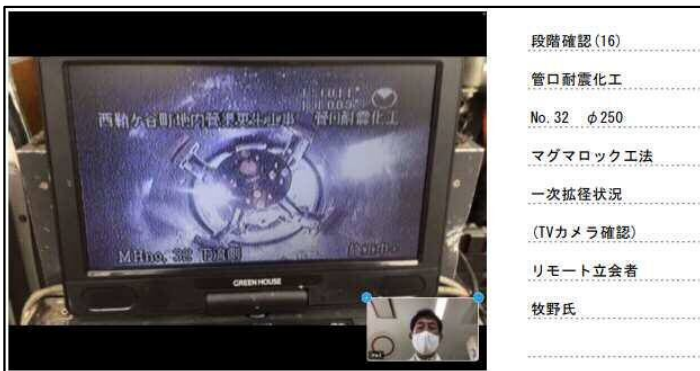 西鞘ケ谷町地内管渠更生工事 管口耐震化工
MHno, 32 下流側
GREEN HOUSE
段階確認(16)
管口耐震化工
No.32 φ250
マグマロック工法
一次拡径状況
(TVカメラ確認)
リモート立会者
牧野氏